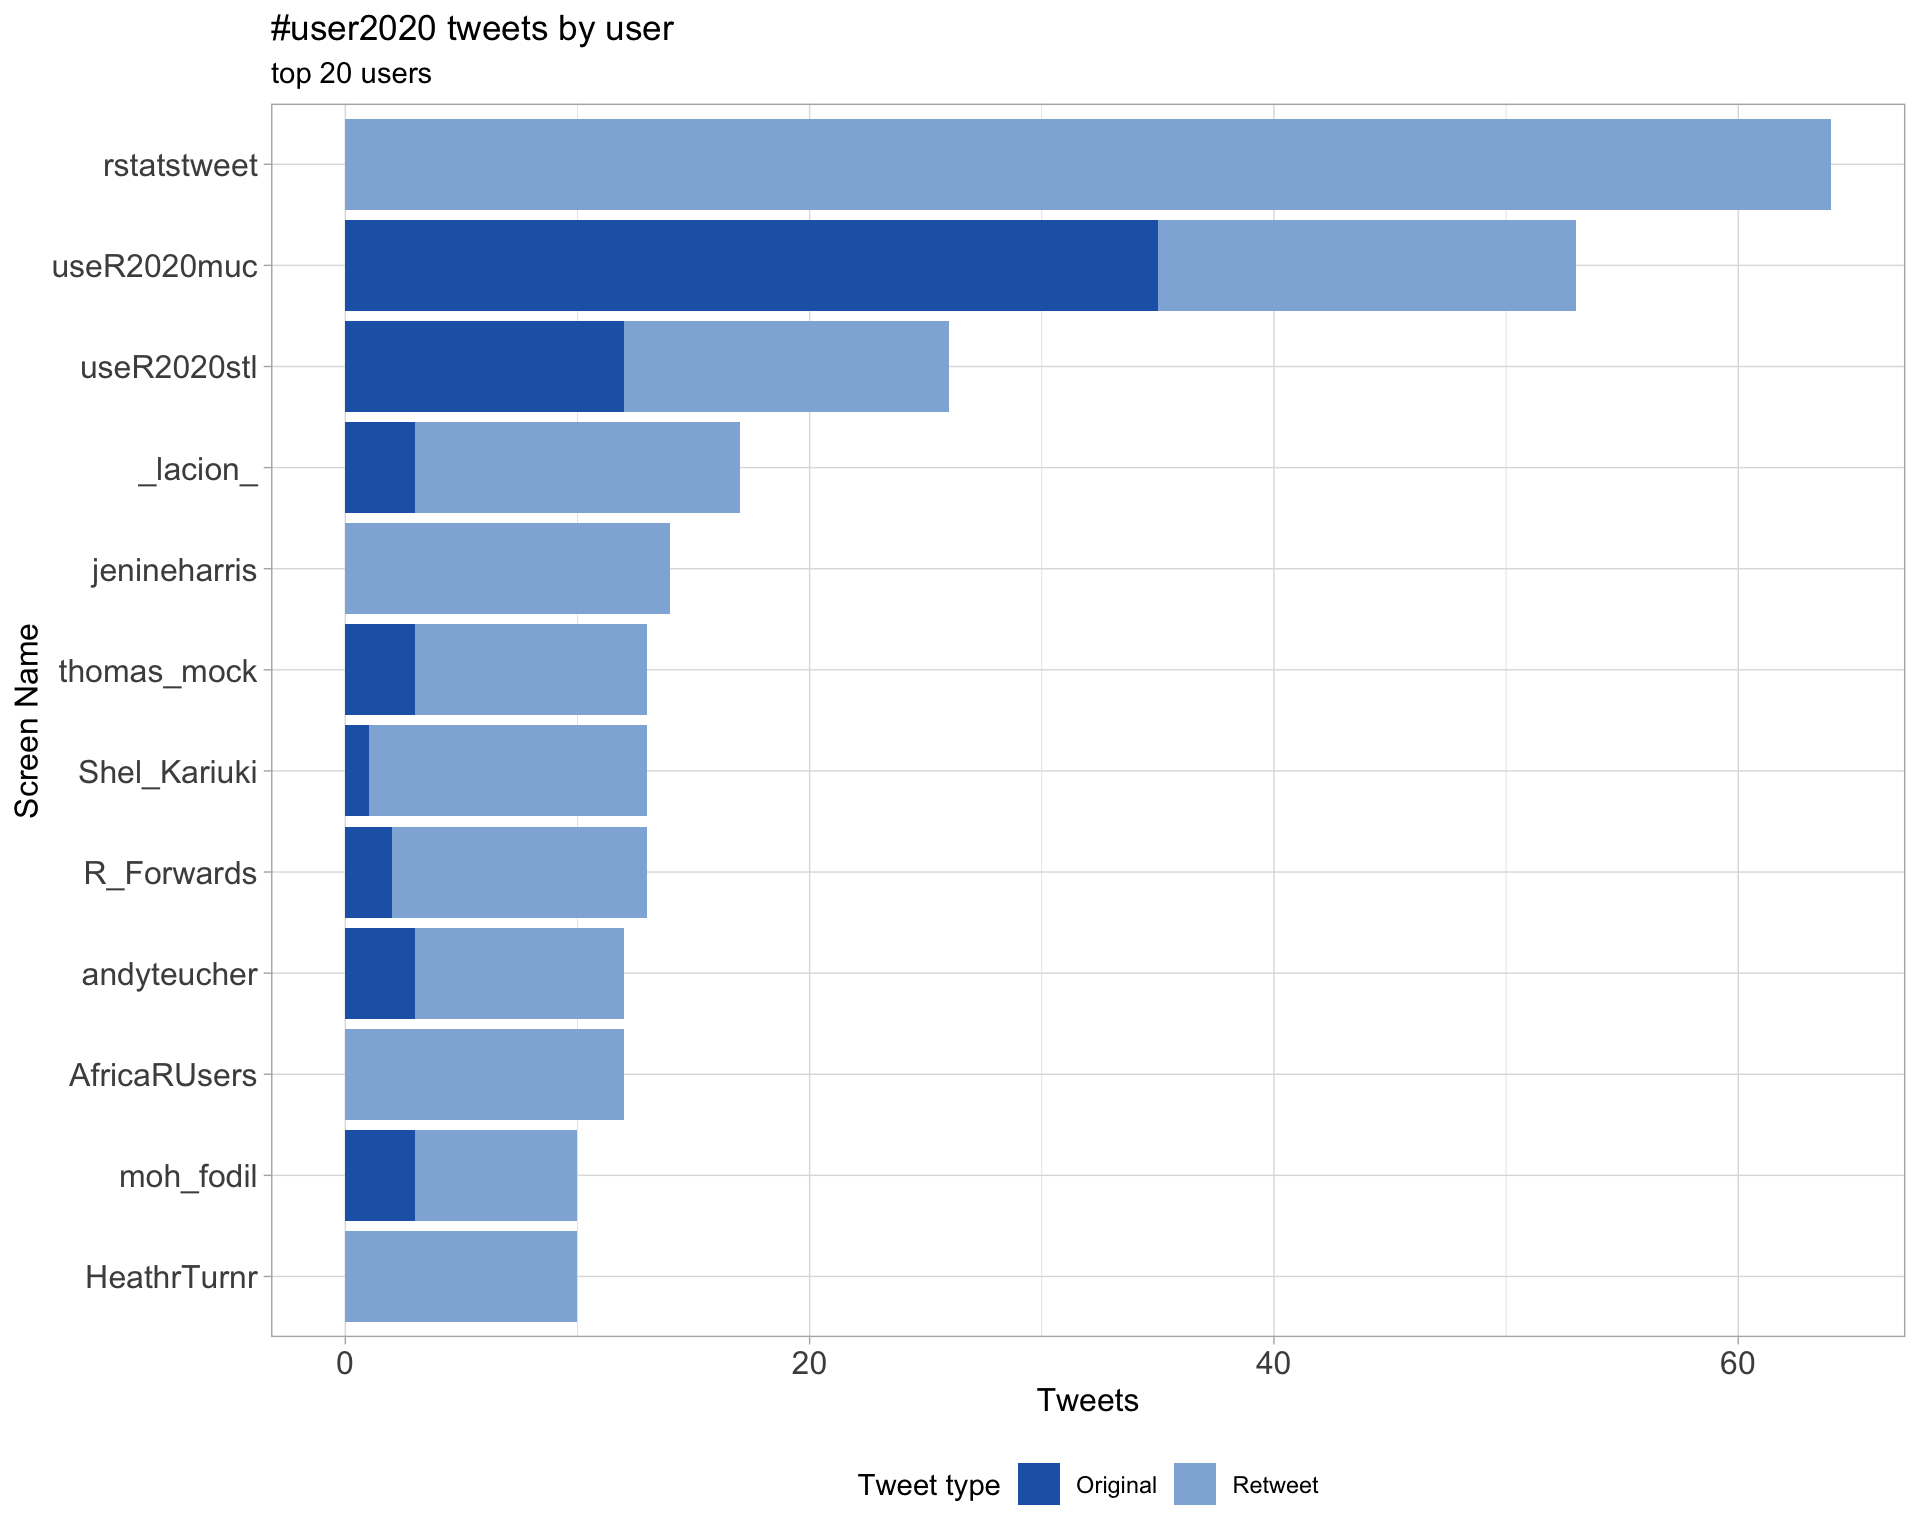 #user2020 tweets by user
top 20 users
Screen Name
rstatstweet
useR2020muc
useR2020stl
_lacion_
jenineharris
thomas_mock
Shel_Kariuki
R_Forwards
andyteucher
AfricaRUsers
moh_fodil
HeathrTurnr
0 20 40 60
Tweets
Tweet type Original Retweet